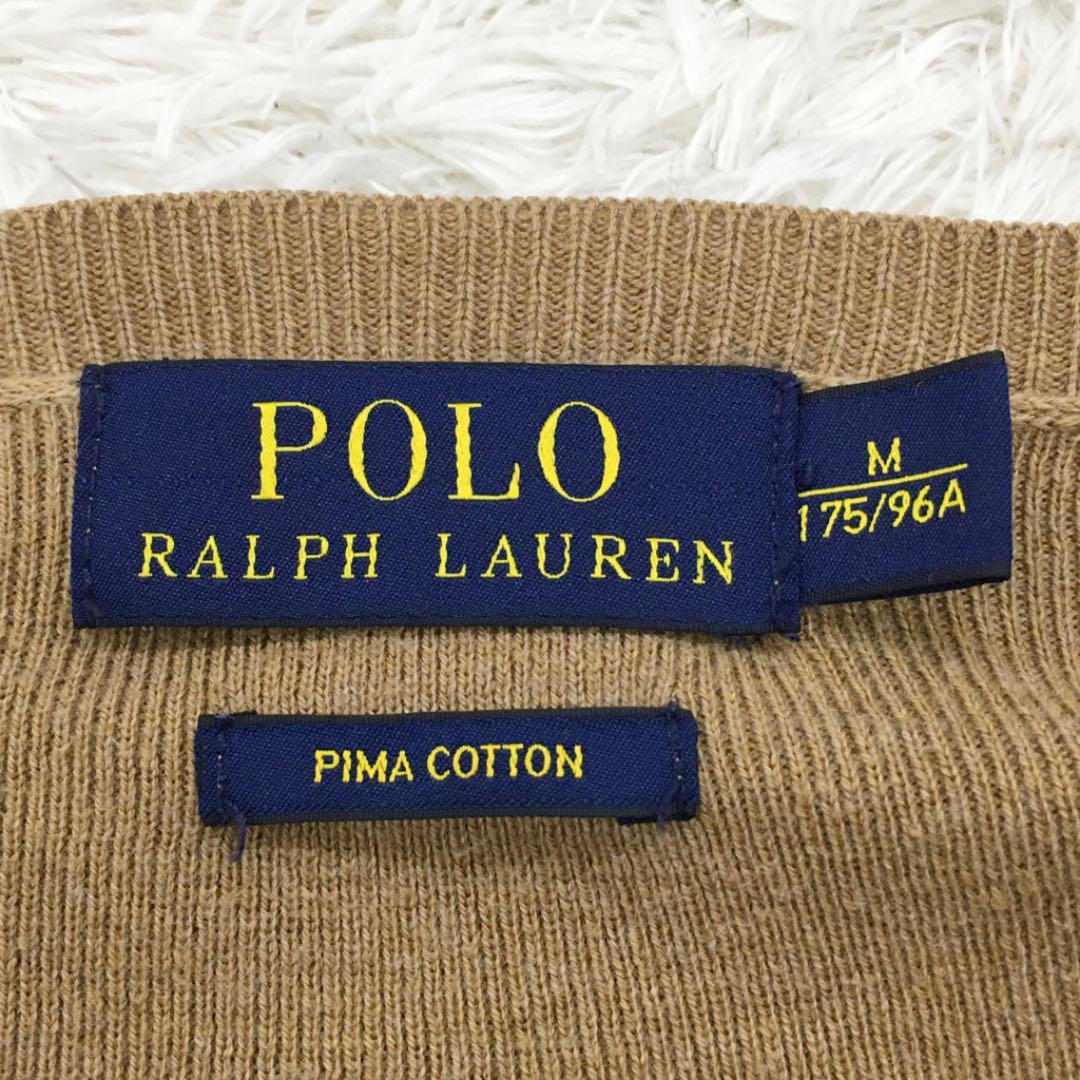 POLO
RALPH LAUREN
M
175/96A
PIMA COTTON